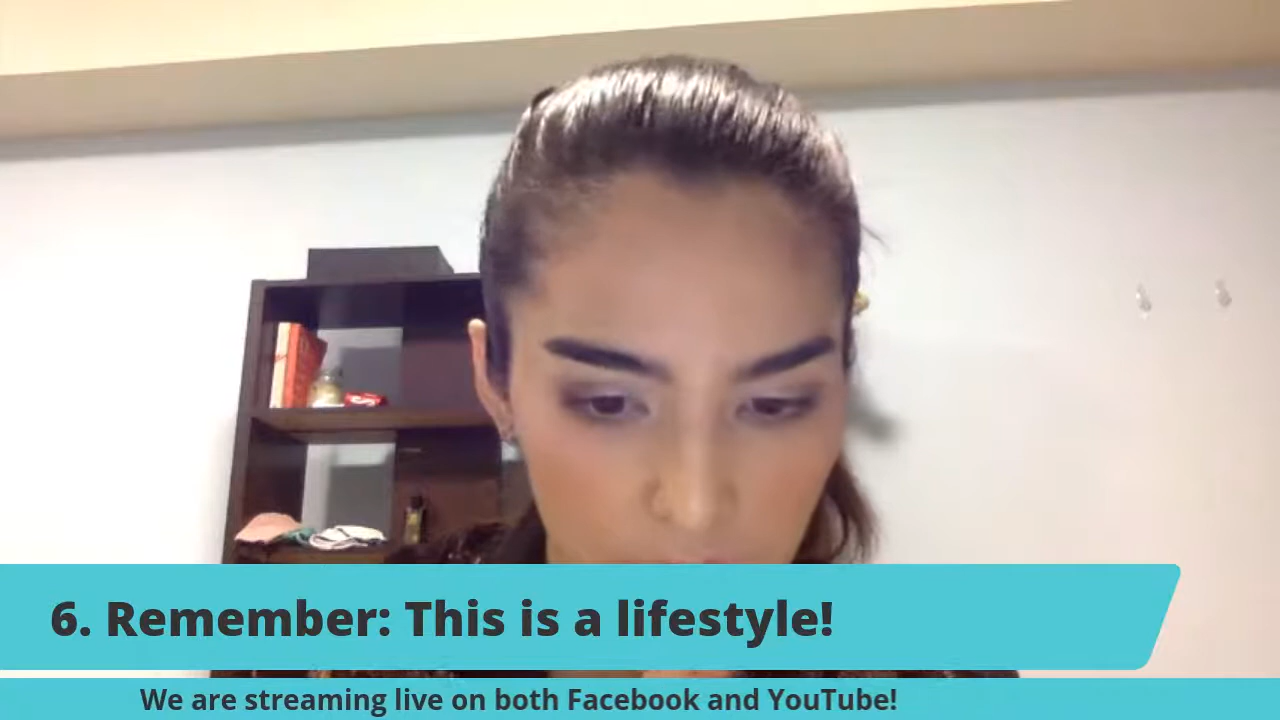 6. Remember: This is a lifestyle!
We are streaming live on both Facebook and YouTube!